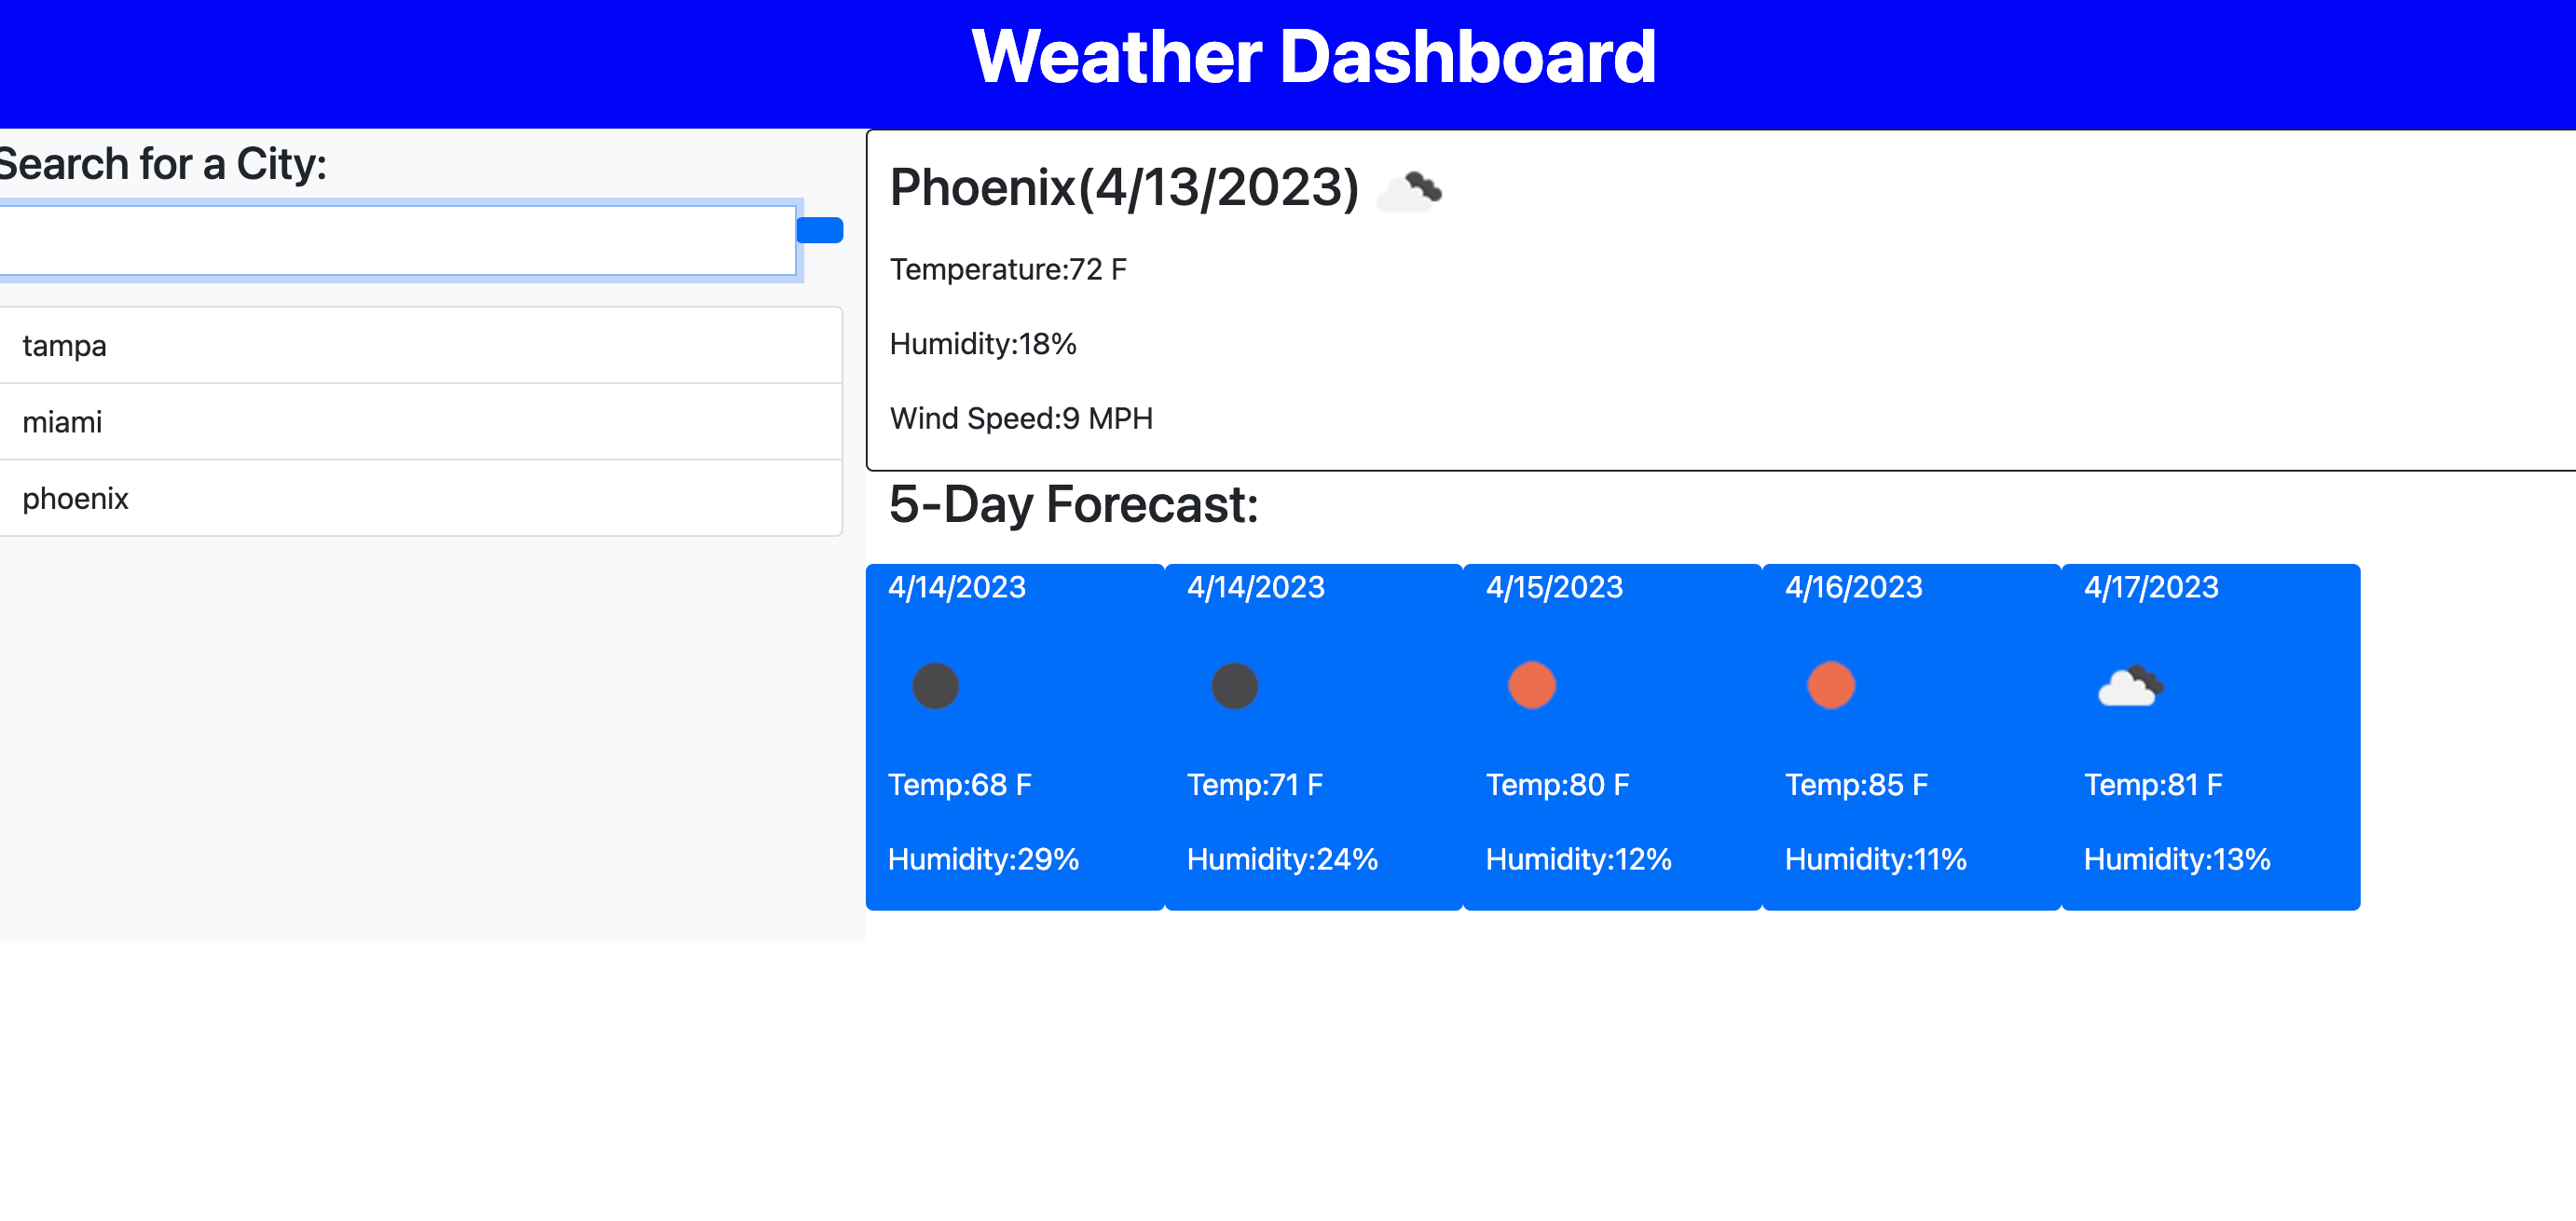 Weather Dashboard
Search for a City:
tampa
miami
phoenix
Phoenix(4/13/2023)
Temperature:72 F
Humidity:18%
Wind Speed:9 MPH
5-Day Forecast:
4/14/2023
Temp:68 F
Humidity:29%
4/14/2023
Temp:71 F
Humidity:24%
4/15/2023
Temp:80 F
Humidity:12%
4/16/2023
Temp:85 F
Humidity:11%
4/17/2023
Temp:81 F
Humidity:13%